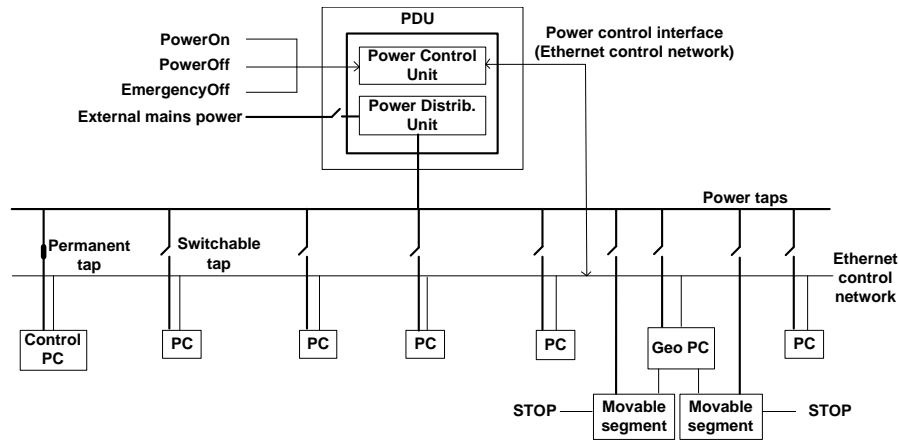 PDU
PowerOn
PowerOff
EmergencyOff
External mains power
Power Control
Unit
Power Distrib.
Unit
Power control interface
(Ethernet control network)
Power taps
Permanent
tap
Switchable
tap
Ethernet
control
network
Control
PC
PC
PC
PC
PC
Geo PC
PC
STOP
Movable
segment
Movable
segment
STOP